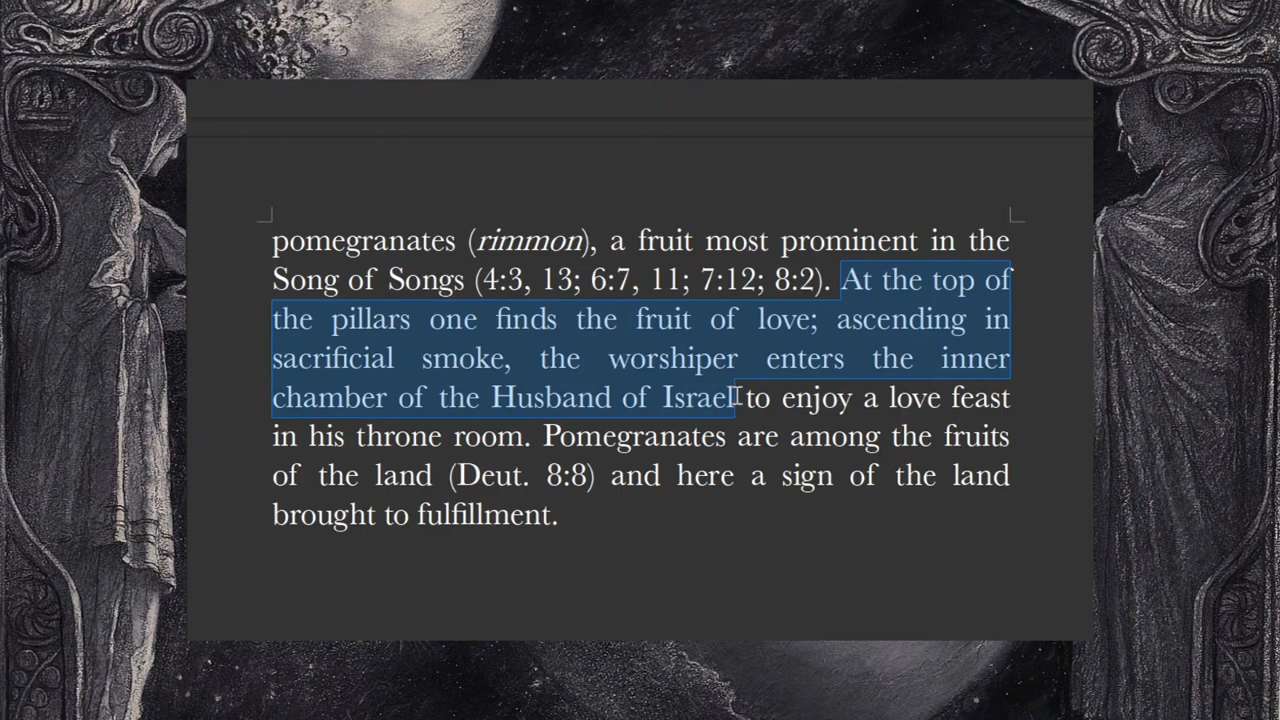 pomegranates (rimmon), a fruit most prominent in the
Song of Songs (4:3, 13; 6:7, 11; 7:12; 8:2). At the top of
the pillars one finds the fruit of love; ascending in
sacrificial smoke, the worshiper enters the inner
chamber of the Husband of Israel to enjoy a love feast
in his throne room. Pomegranates are among the fruits
of the land (Deut. 8:8) and here a sign of the land
brought to fulfillment.